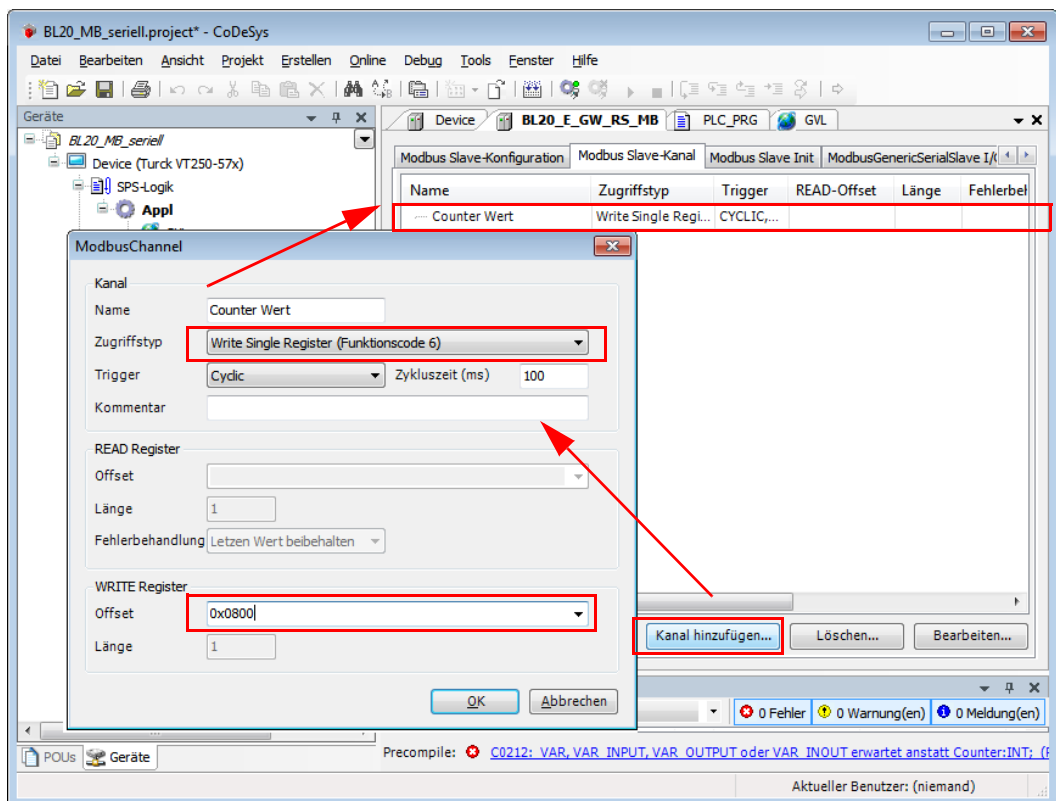 BL20_MB_seriell.project* - CoDeSys
Datei Bearbeiten Ansicht Projekt Erstellen Online Debug Tools Fenster Hilfe
Geräte
Device BL20_E_GW_RS_MB PLC_PRG GVL
BL20_MB_seriell
Device (Turck VT250-57x)
SPS-Logik
Appl
Modbus Slave-Konfiguration Modbus Slave-Kanal Modbus Slave Init ModbusGenericSerialSlave I/
Name Zugriffstyp Trigger READ-Offset Länge Fehlerbeh
Counter Wert Write Single Regi... CYCLIC,...
ModbusChannel
Kanal
Name Counter Wert
Zugriffstyp Write Single Register (Funktionscode 6)
Trigger Cyclic Zykluszeit (ms) 100
Kommentar
READ Register
Offset
Länge 1
Fehlerbehandlung Letzen Wert beibehalten
WRITE Register
Offset 0x0800
Länge 1
OK Abbrechen
Kanal hinzufügen... Löschen... Bearbeiten...
0 Fehler 0 Warnung(en) 0 Meldung(en)
POUs Geräte
Precompile: C0212: VAR, VAR_INPUT, VAR_OUTPUT oder VAR_INOUT erwartet anstatt Counter:INT; (
Aktueller Benutzer: (niemand)